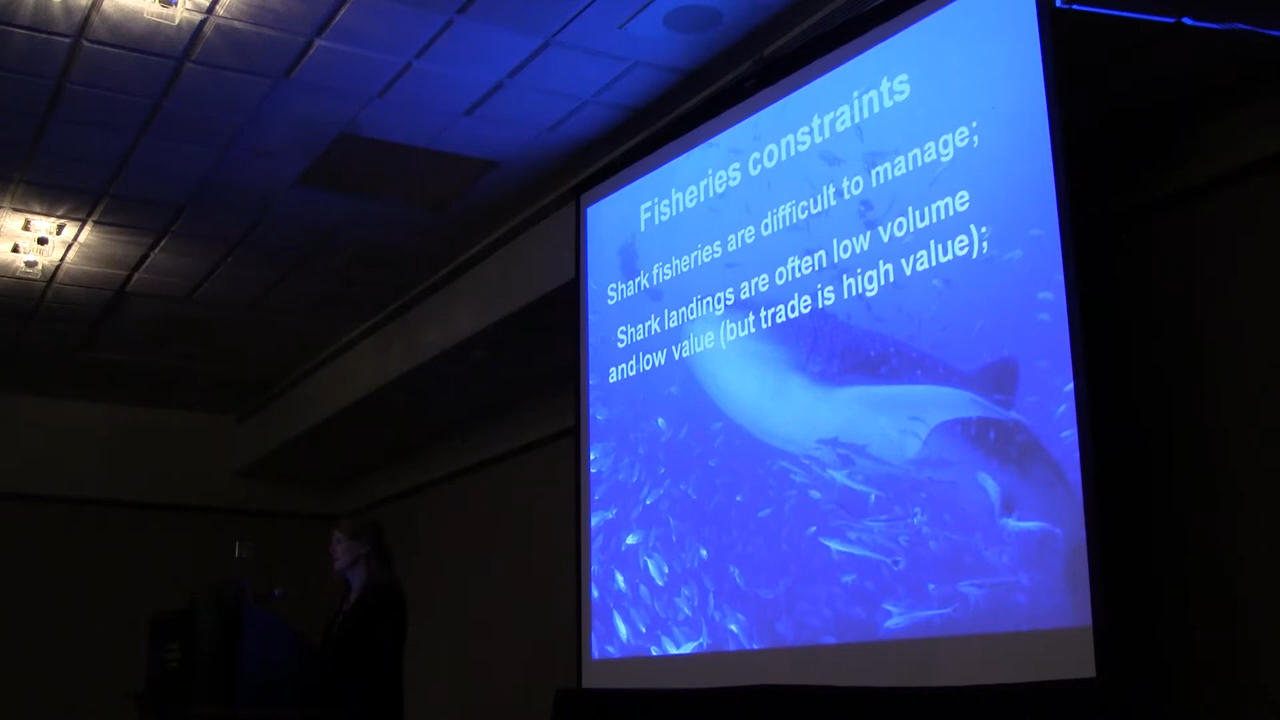 Fisheries constraints
Shark fisheries are difficult to manage;
Shark landings are often low volume
and low value (but trade is high value);